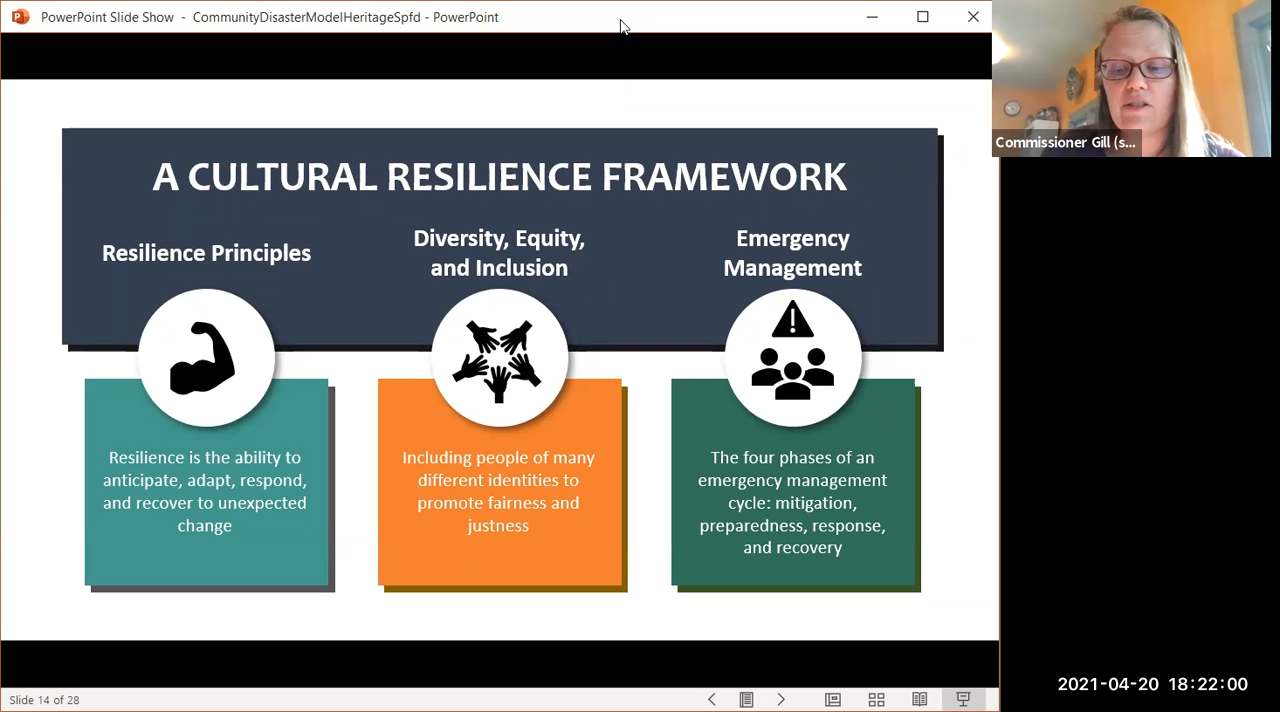 PowerPoint Slide Show - CommunityDisasterModelHeritageSpfd - PowerPoint
Commissioner Gill (s...
A CULTURAL RESILIENCE FRAMEWORK
Resilience Principles
Diversity, Equity,
and Inclusion
Emergency
Management
Resilience is the ability to
anticipate, adapt, respond,
and recover to unexpected
change
Including people of many
different identities to
promote fairness and
justness
The four phases of an
emergency management
cycle: mitigation,
preparedness, response,
and recovery
Slide 14 of 28
2021-04-20 18:22:00